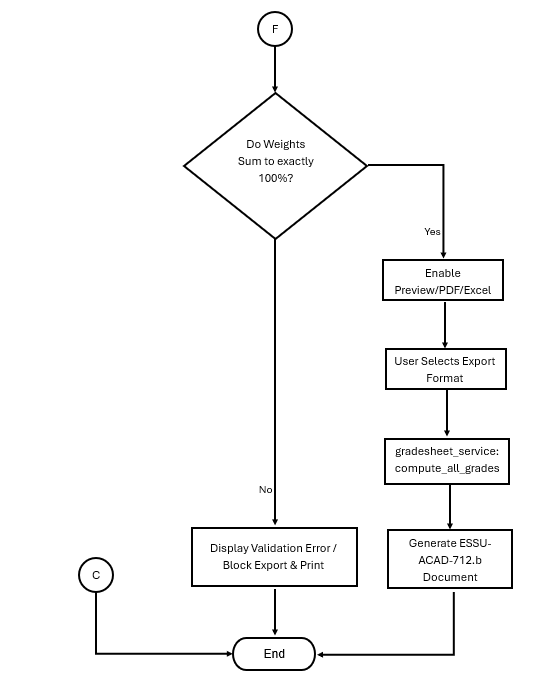 F
Do Weights
Sum to exactly
100%?
Yes
Enable
Preview/PDF/Excel
User Selects Export
Format
gradesheet_service:
compute_all_grades
No
Display Validation Error /
Block Export & Print
Generate ESSU-
ACAD-712.b
Document
C
End